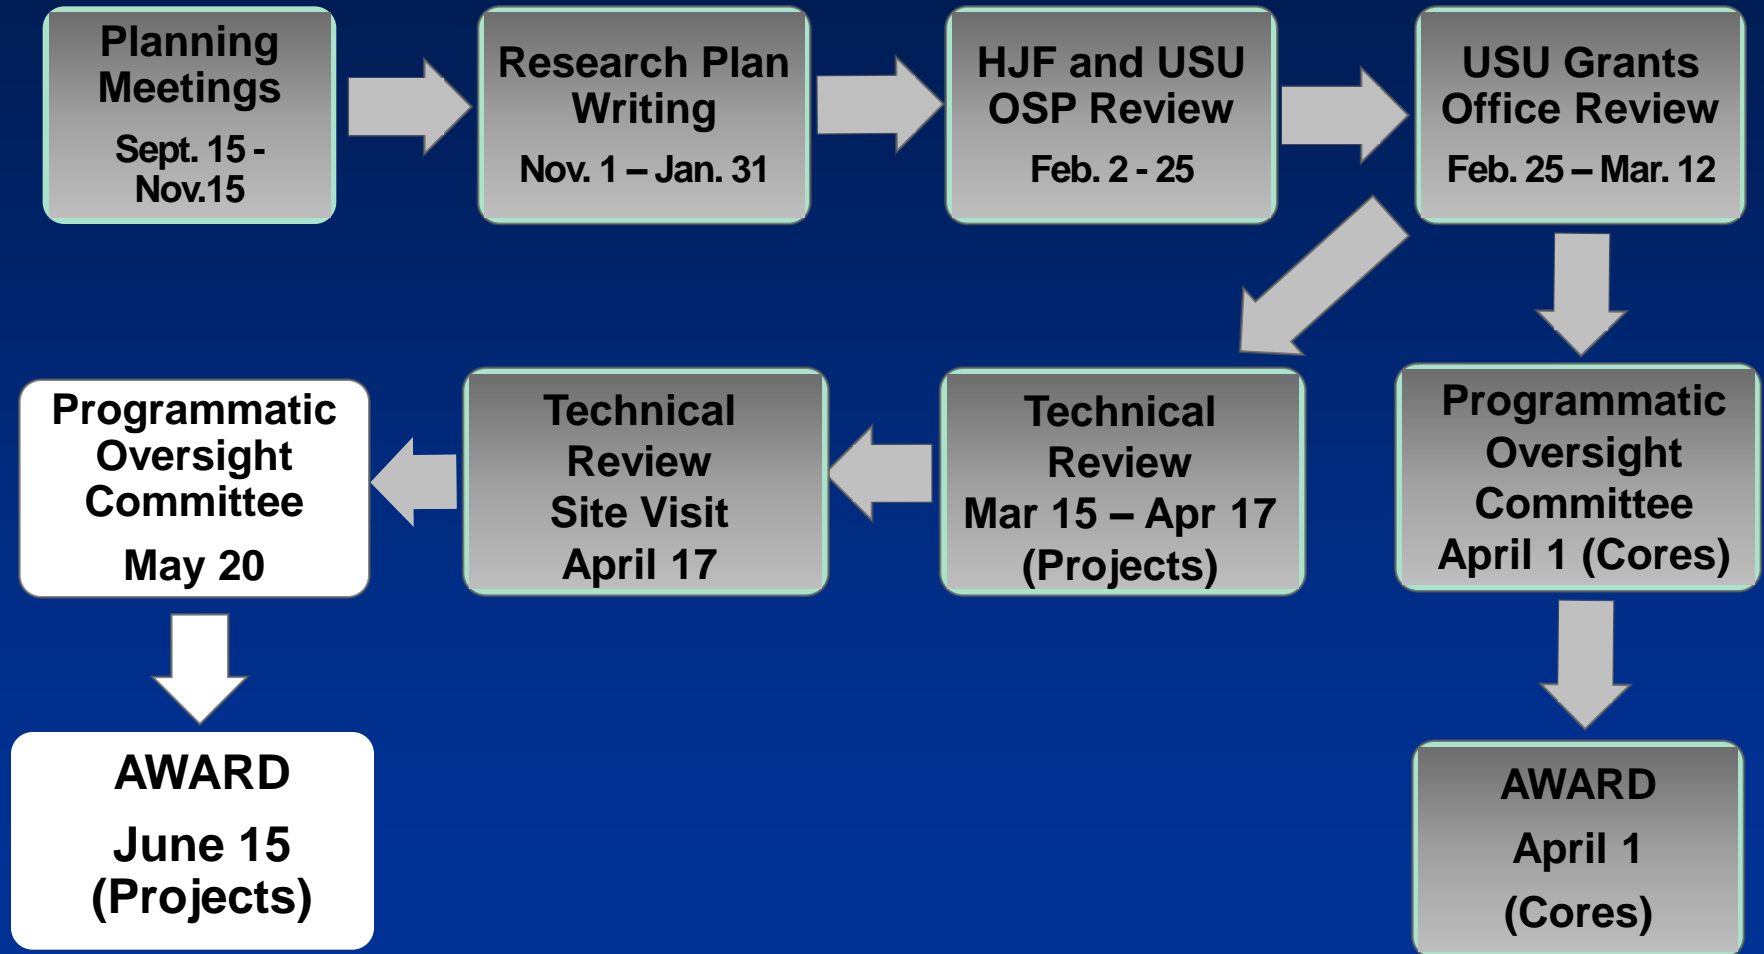 Planning
Meetings
Sept. 15 -
Nov.15
Research Plan
Writing
Nov. 1 – Jan. 31
HJF and USU
OSP Review
Feb. 2 - 25
USU Grants
Office Review
Feb. 25 – Mar. 12
Programmatic
Oversight
Committee
May 20
Technical
Review
Site Visit
April 17
Technical
Review
Mar 15 – Apr 17
(Projects)
Programmatic
Oversight
Committee
April 1 (Cores)
AWARD
June 15
(Projects)
AWARD
April 1
(Cores)